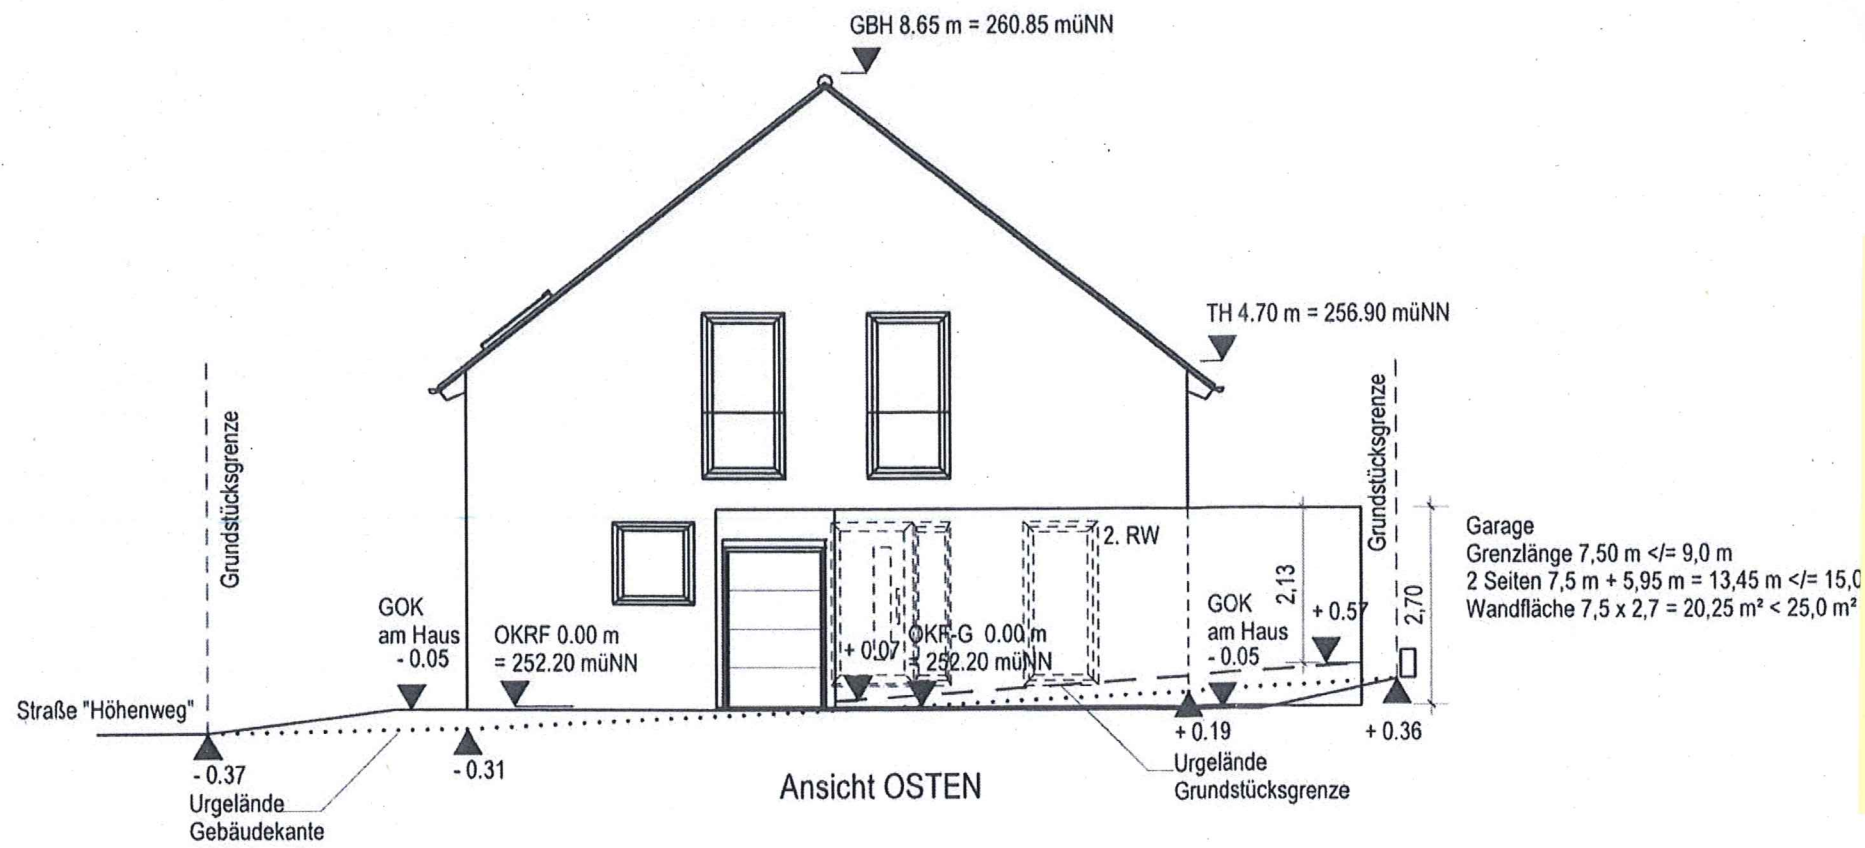 GBH 8.65 m = 260.85 müNN
TH 4.70 m = 256.90 müNN
Grundstücksgrenze
Grundstücksgrenze
Garage
Grenzlänge 7,50 m </= 9,0 m
2 Seiten 7,5 m + 5,95 m = 13,45 m </= 15,0
Wandfläche 7,5 x 2,7 = 20,25 m² < 25,0 m²
2. RW
2,13
2,70
GOK
am Haus
- 0.05
OKRF 0.00 m
= 252.20 müNN
+ 0.07
OKF-G 0.00 m
= 252.20 müNN
GOK
am Haus
- 0.05
+ 0.57
Straße "Höhenweg"
- 0.37
- 0.31
+ 0.19
+ 0.36
Urgelände
Gebäudekante
Ansicht OSTEN
Urgelände
Grundstücksgrenze